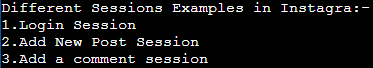 Different Sessions Examples in Instagra:-
1.Login Session
2.Add New Post Session
3.Add a comment session